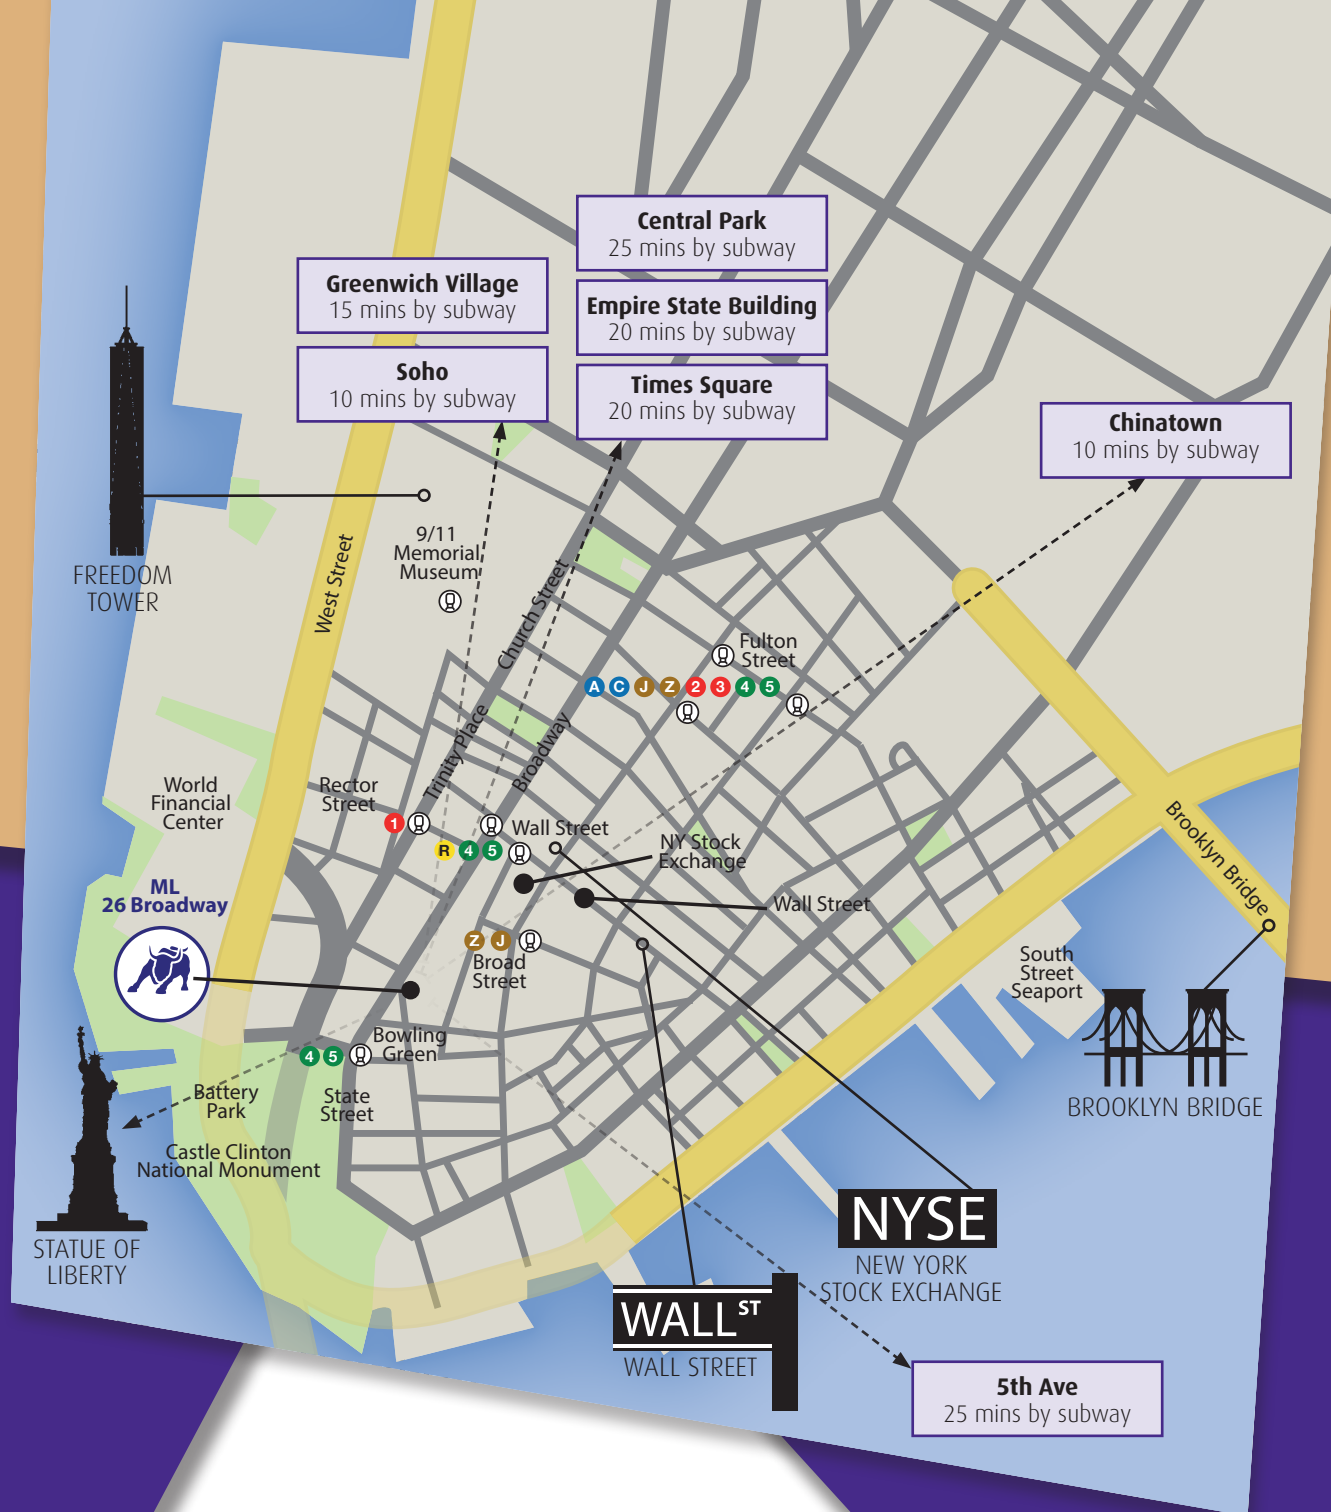 Central Park
25 mins by subway
Greenwich Village
15 mins by subway
Empire State Building
20 mins by subway
Soho
10 mins by subway
Times Square
20 mins by subway
Chinatown
10 mins by subway
FREEDOM
TOWER
9/11
Memorial
Museum
West Street
Church Street
Fulton
Street
A C J Z 2 3 4 5
Trinity Place
Broadway
World
Financial
Center
Rector
Street
1
Wall Street
R 4 5
NY Stock
Exchange
Wall Street
Brooklyn Bridge
ML
26 Broadway
Z J
Broad
Street
South
Street
Seaport
Bowling
Green
4 5
Battery
Park
State
Street
Castle Clinton
National Monument
BROOKLYN BRIDGE
STATUE OF
LIBERTY
NYSE
NEW YORK
STOCK EXCHANGE
WALL ST
WALL STREET
5th Ave
25 mins by subway